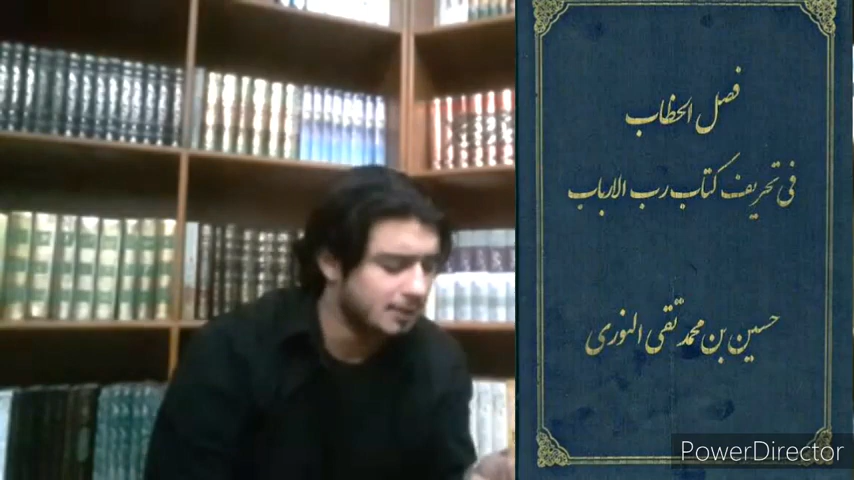 فصل الخطاب
فی تحریف کتاب رب الارباب
حسین بن محمد تقی النوری
PowerDirector